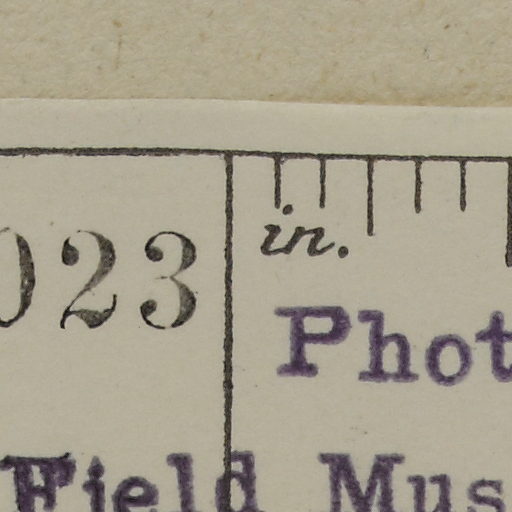 023
in.
Phot
Field Mus